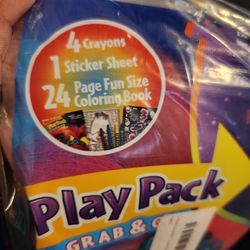 4 Crayons
1 Sticker Sheet
24 Page Fun Size
Coloring Book
Play Pack
GRAB &